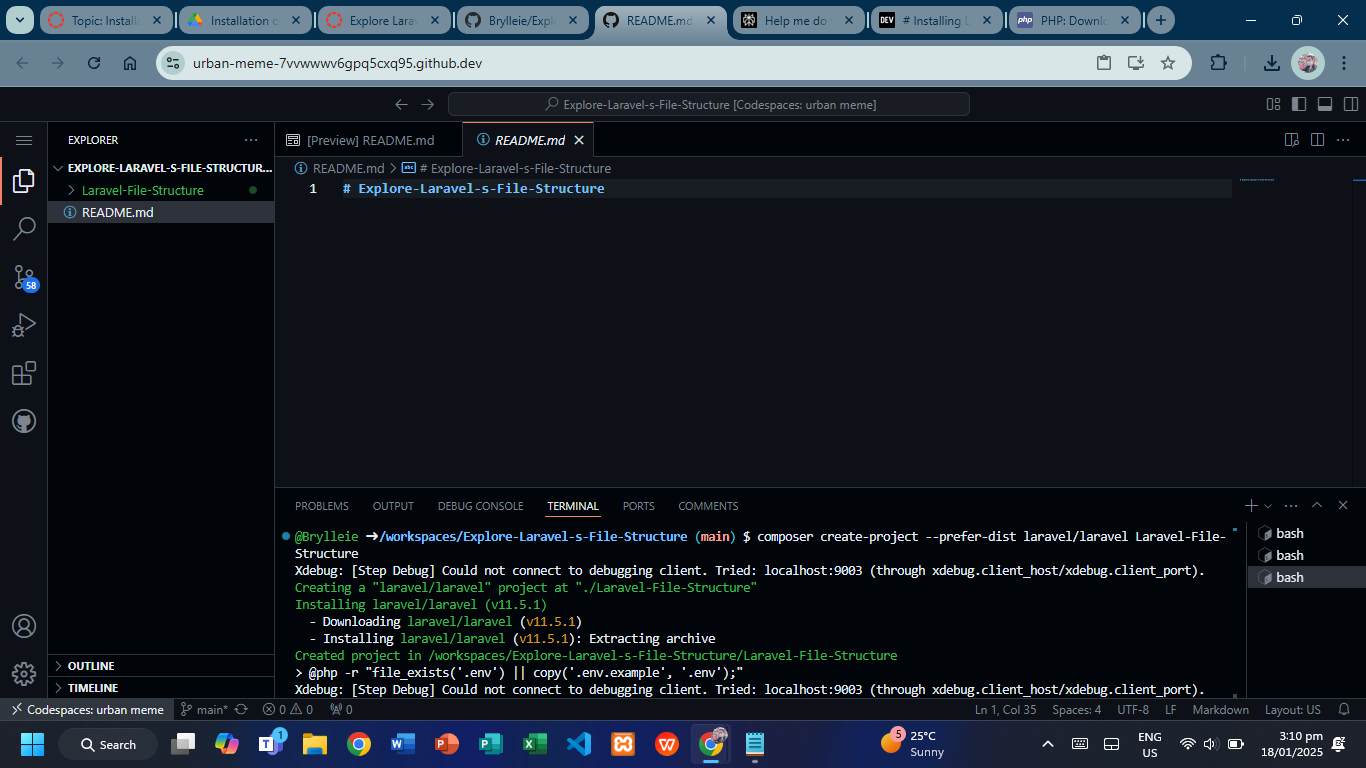 Topic: Install
Installation o
Explore Larav
Brylleie/Expl
README.md
Help me do
DEV
# Installing L
php
PHP: Downlo
urban-meme-7vvwwwv6gpq5cxq95.github.dev
Explore-Laravel-s-File-Structure [Codespaces: urban meme]
EXPLORER
EXPLORE-LARAVEL-S-FILE-STRUCTUR...
Laravel-File-Structure
README.md
58
[Preview] README.md
README.md
README.md > # Explore-Laravel-s-File-Structure
1 # Explore-Laravel-s-File-Structure
PROBLEMS OUTPUT DEBUG CONSOLE TERMINAL PORTS COMMENTS
@Brylleie ➜/workspaces/Explore-Laravel-s-File-Structure (main) $ composer create-project --prefer-dist laravel/laravel Laravel-File-
Structure
Xdebug: [Step Debug] Could not connect to debugging client. Tried: localhost:9003 (through xdebug.client_host/xdebug.client_port).
Creating a "laravel/laravel" project at "./Laravel-File-Structure"
Installing laravel/laravel (v11.5.1)
- Downloading laravel/laravel (v11.5.1)
- Installing laravel/laravel (v11.5.1): Extracting archive
Created project in /workspaces/Explore-Laravel-s-File-Structure/Laravel-File-Structure
> @php -r "file_exists('.env') || copy('.env.example', '.env');"
Xdebug: [Step Debug] Could not connect to debugging client. Tried: localhost:9003 (through xdebug.client_host/xdebug.client_port).
bash
bash
bash
OUTLINE
TIMELINE
Codespaces: urban meme
main*
0 0
0
Ln 1, Col 35 Spaces: 4 UTF-8 LF Markdown Layout: US
Search
1
5
25°C
Sunny
ENG
US
3:10 pm
18/01/2025